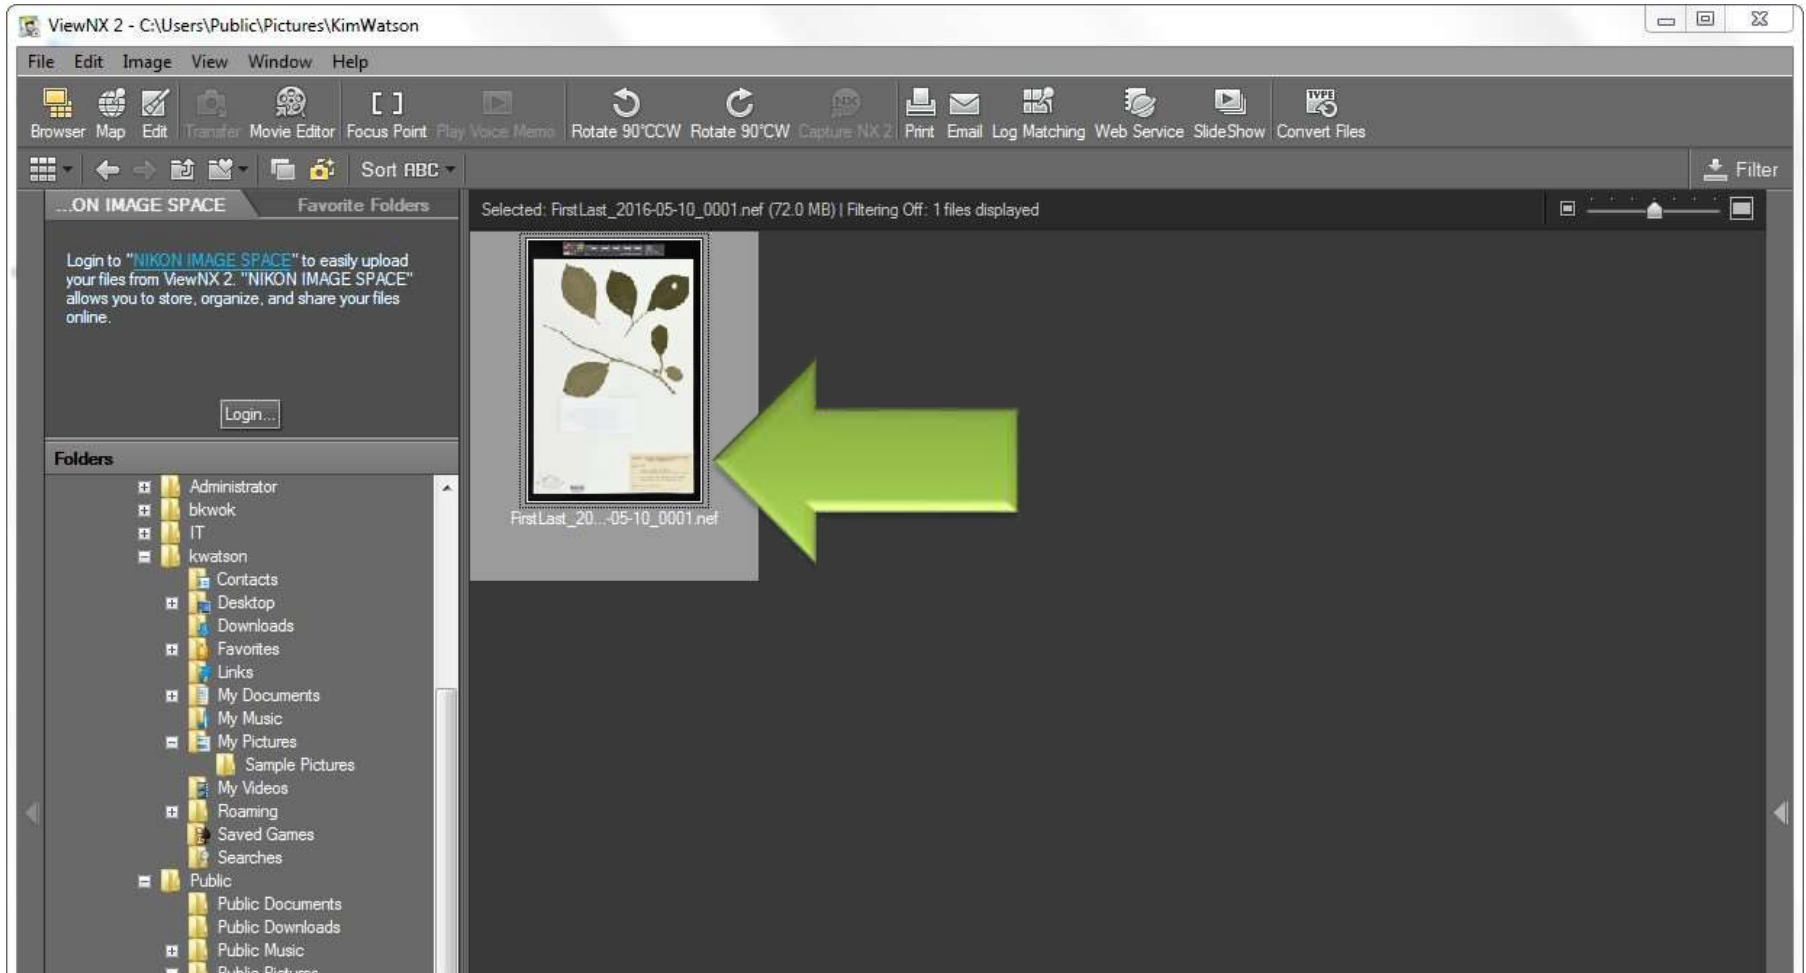 ViewNX 2 - C:\Users\Public\Pictures\KimWatson
File Edit Image View Window Help
Browser Map Edit Transfer Movie Editor Focus Point Play Voice Memo Rotate 90°CCW Rotate 90°CW Capture NX 2 Print Email Log Matching Web Service SlideShow Convert Files
Sort ABC Filter
...ON IMAGE SPACE Favorite Folders
Selected: FirstLast_2016-05-10_0001.nef (72.0 MB) | Filtering Off: 1 files displayed
Login to "NIKON IMAGE SPACE" to easily upload
your files from ViewNX 2. "NIKON IMAGE SPACE"
allows you to store, organize, and share your files
online.
Login...
FirstLast_20...-05-10_0001.nef
Folders
Administrator
bkwok
IT
kwatson
Contacts
Desktop
Downloads
Favorites
Links
My Documents
My Music
My Pictures
Sample Pictures
My Videos
Roaming
Saved Games
Searches
Public
Public Documents
Public Downloads
Public Music
Public Pictures